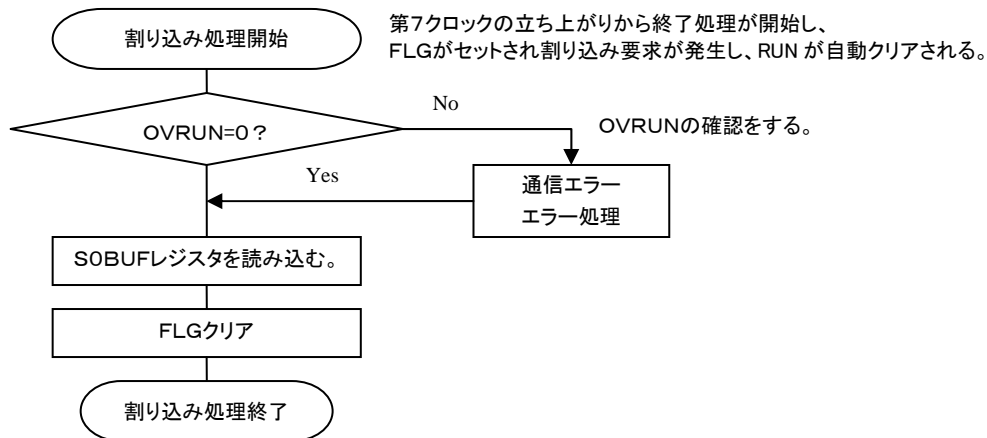 割り込み処理開始
第７クロックの立ち上がりから終了処理が開始し、
ＦＬＧがセットされ割り込み要求が発生し、RUN が自動クリアされる。
ＯＶＲＵＮ=０？
No
ＯＶＲＵＮの確認をする。
Yes
通信エラー
エラー処理
Ｓ０ＢＵＦレジスタを読み込む。
ＦＬＧクリア
割り込み処理終了